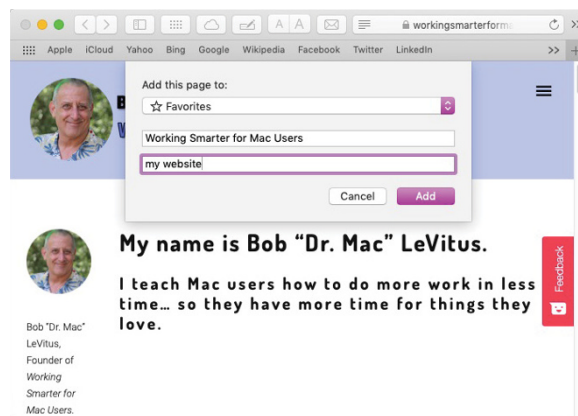 A A workingsmarterform
Apple iCloud Yahoo Bing Google Wikipedia Facebook Twitter LinkedIn >>
Add this page to:
Favorites
Working Smarter for Mac Users
my website
Cancel Add
My name is Bob “Dr. Mac” LeVitus.
I teach Mac users how to do more work in less
time… so they have more time for things they
love.
Feedback
Bob "Dr. Mac"
LeVitus,
Founder of
Working
Smarter for
Mac Users.